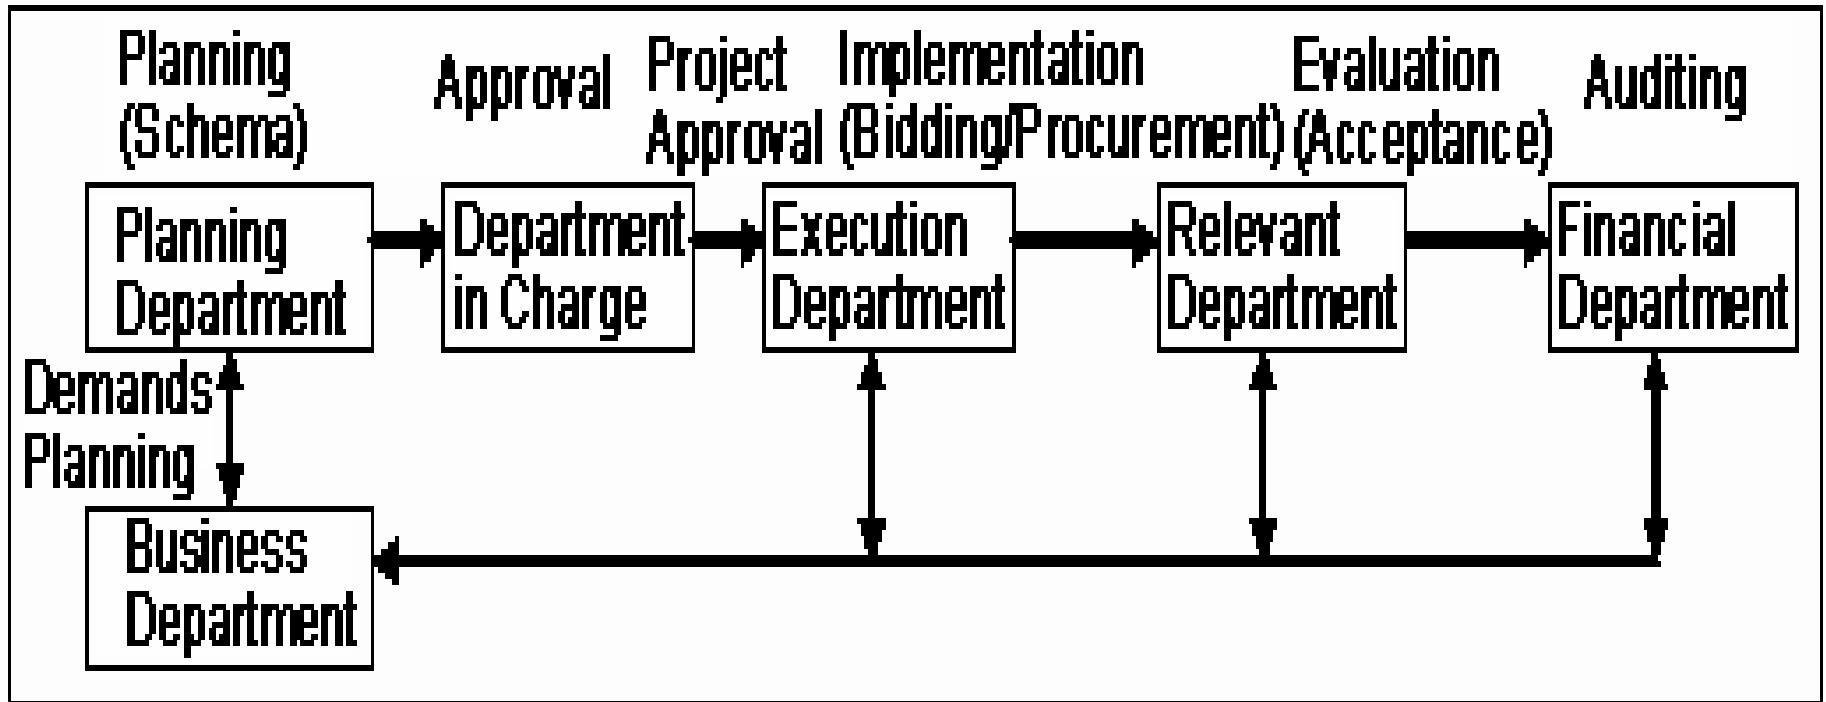 Planning
(Schema)
Approval
Project
Approval
Implementation
(Bidding/Procurement)
Evaluation
(Acceptance)
Auditing
Planning
Department
Department
in Charge
Execution
Department
Relevant
Department
Financial
Department
Demands
Planning
Business
Department